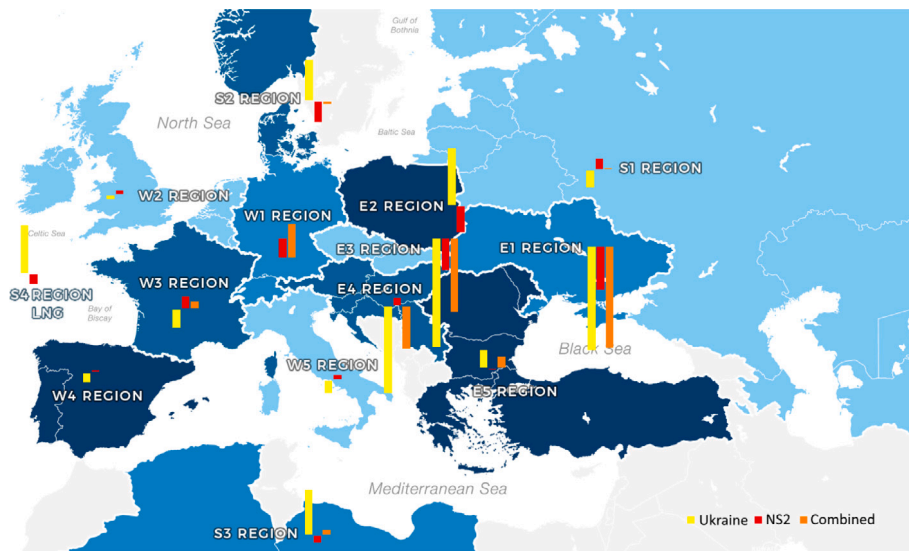 Gulf of
Bothnia
S2 REGION
North Sea
Baltic Sea
S1 REGION
W2 REGION
E2 REGION
W1 REGION
Celtic Sea
E3 REGION
E1 REGION
W3 REGION
E4 REGION
S4 REGION
LNG
Bay of
Biscay
Black Sea
W5 REGION
W4 REGION
E5 REGION
Mediterranean Sea
S3 REGION
Ukraine NS2 Combined